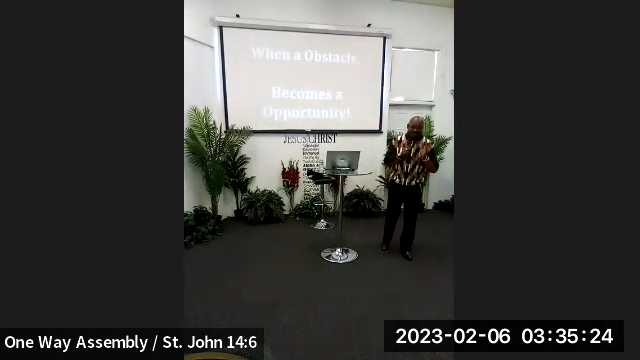 When a Obstacle.
Becomes a
Opportunity!
JESUS CHRIST
One Way Assembly / St. John 14:6
2023-02-06 03:35:24